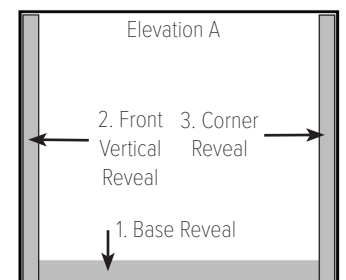 Elevation A
2. Front
Vertical
Reveal
3. Corner
Reveal
1. Base Reveal